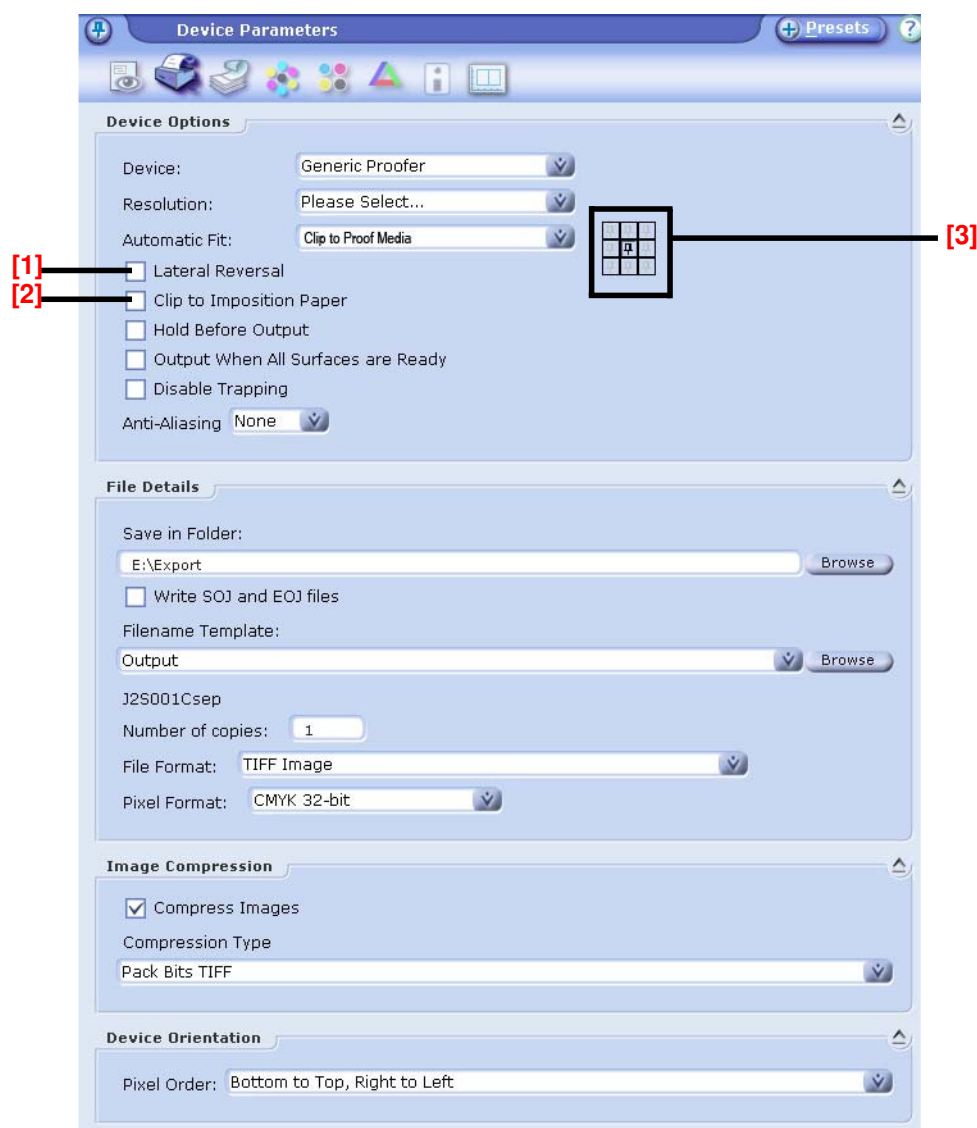 Device Parameters
Presets
?
Device Options
Device: Generic Proofer
Resolution: Please Select...
Automatic Fit: Clip to Proof Media
[3]
[1] Lateral Reversal
[2] Clip to Imposition Paper
Hold Before Output
Output When All Surfaces are Ready
Disable Trapping
Anti-Aliasing None
File Details
Save in Folder:
E:\Export Browse
Write SOJ and EOJ files
Filename Template:
Output Browse
J2S001Csep
Number of copies: 1
File Format: TIFF Image
Pixel Format: CMYK 32-bit
Image Compression
Compress Images
Compression Type
Pack Bits TIFF
Device Orientation
Pixel Order: Bottom to Top, Right to Left